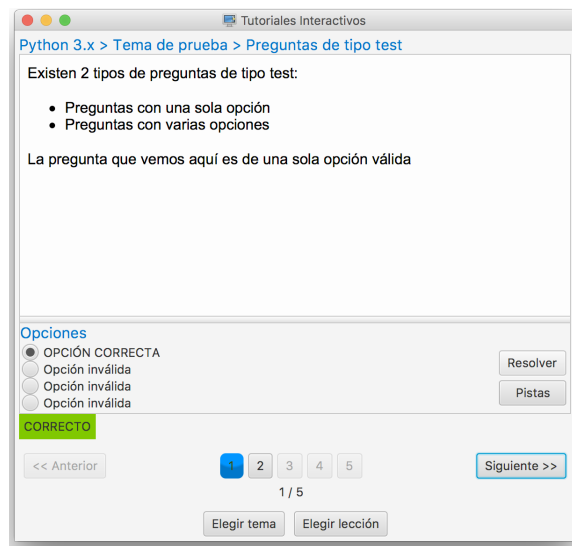 Tutoriales Interactivos
Python 3.x > Tema de prueba > Preguntas de tipo test
Existen 2 tipos de preguntas de tipo test:
• Preguntas con una sola opción
• Preguntas con varias opciones
La pregunta que vemos aquí es de una sola opción válida
Opciones
OPCIÓN CORRECTA
Opción inválida
Opción inválida
Opción inválida
Resolver
Pistas
CORRECTO
<< Anterior
1 2 3 4 5
Siguiente >>
1 / 5
Elegir tema
Elegir lección